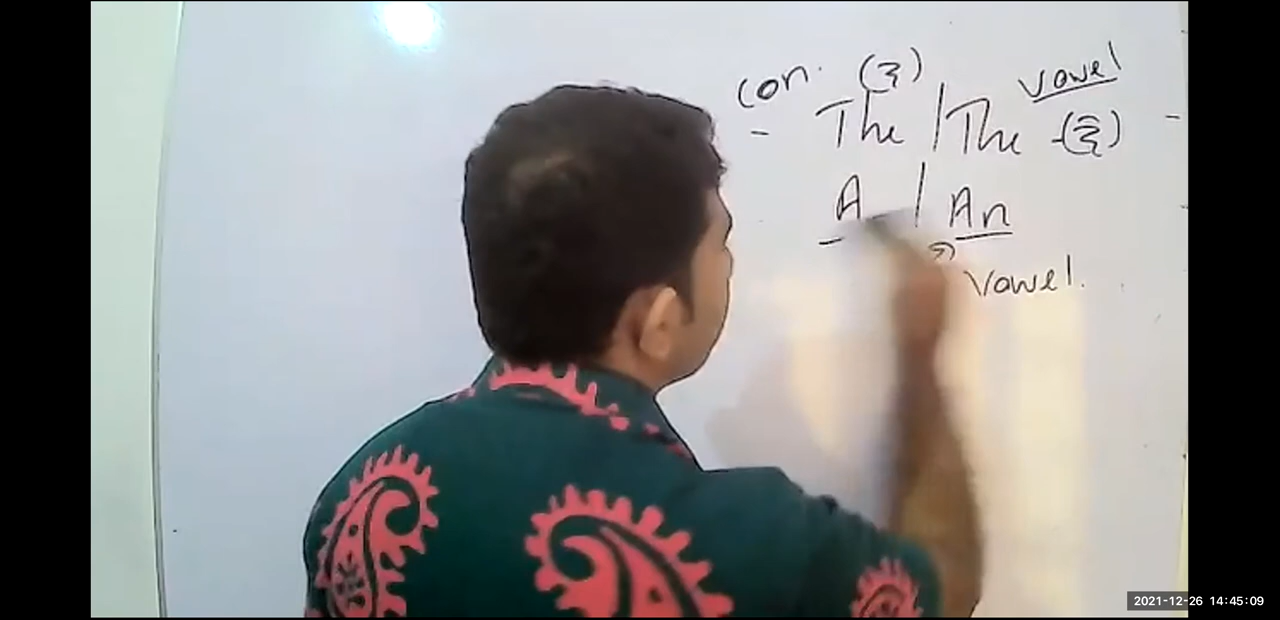 con. vowel
The | The
A | An
vowel.
2021-12-26 14:45:09